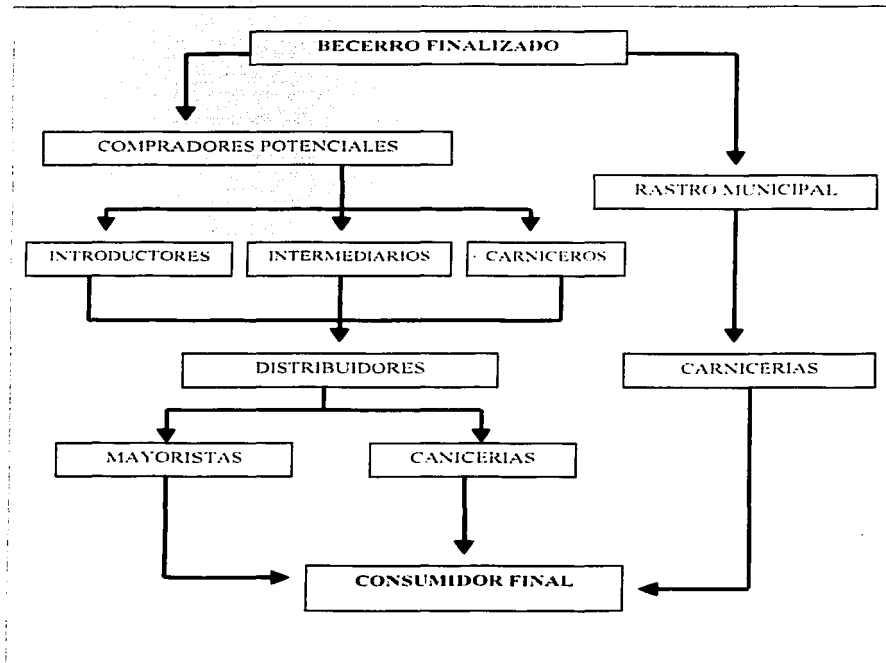 BECERRO FINALIZADO
COMPRADORES POTENCIALES
RASTRO MUNICIPAL
INTRODUCTORES
INTERMEDIARIOS
CARNICEROS
DISTRIBUIDORES
CARNICERIAS
MAYORISTAS
CANICERIAS
CONSUMIDOR FINAL